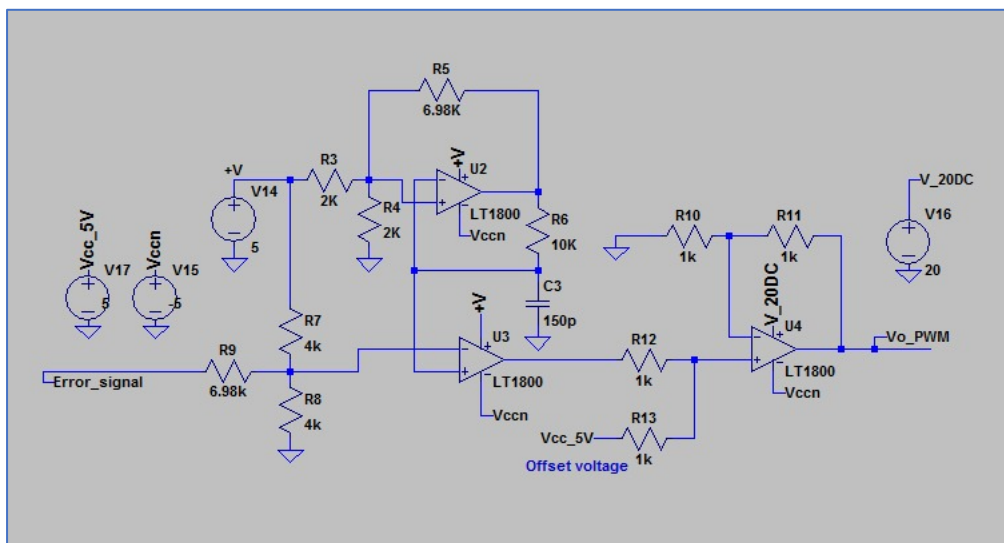 R5
6.98K
+V
V14
5
R3
2K
R4
2K
+V
U2
LT1800
Vccn
R6
10K
C3
150p
V_20DC
V16
20
R10
1k
R11
1k
Vcc_5V
V17
5
Vccn
V15
-5
R7
4k
R9
6.98k
Error_signal
R8
4k
+V
U3
LT1800
Vccn
R12
1k
V_20DC
U4
LT1800
Vccn
Vo_PWM
Vcc_5V
R13
1k
Offset voltage